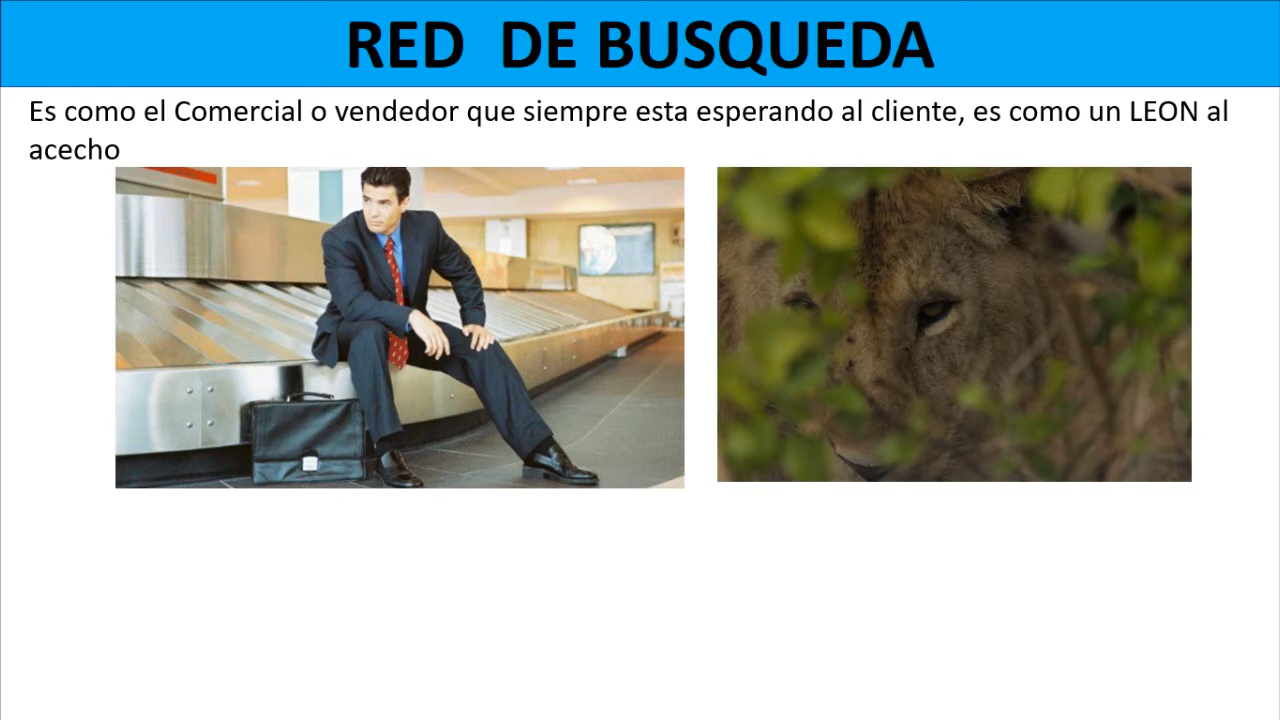 RED  DE BUSQUEDA
Es como el Comercial o vendedor que siempre esta esperando al cliente, es como un LEON al
acecho